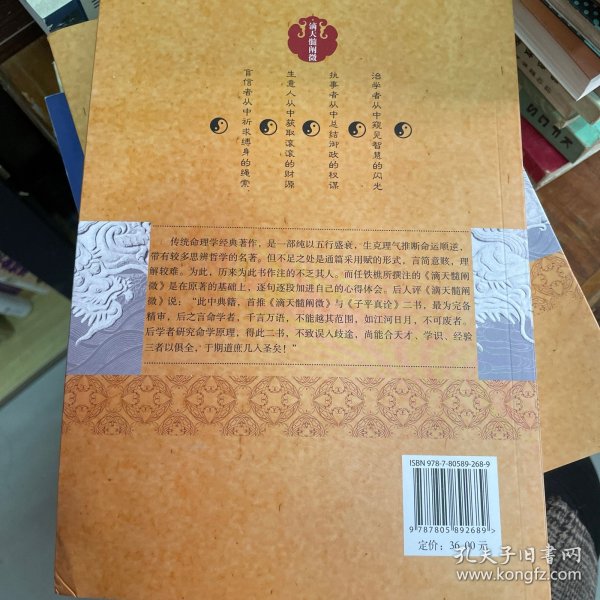 滴天髓阐微
治学者从中窥见智慧的闪光
执事者从中总结御政的权谋
生意人从中获取滚滚的财源
盲信者从中祈求缚身的绳索
传统命理学经典著作，是一部纯以五行盛衰，生克理气推断命运顺逆，
带有较多思辨哲学的名著。但不足之处是通篇采用赋的形式，言简意赅，理
解较难。为此，历来为此书作注的不乏其人。而任铁樵所撰注的《滴天髓阐
微》是在原著的基础上，逐句逐段加进自己的心得体会。后人评《滴天髓阐
微》说：“此中典籍，首推《滴天髓阐微》与《子平真诠》二书，最为完备
精审，后之言命学者，千言万语，不能越其范围，如江河日月，不可废者。
后学者研究命学原理，得此二书，不致误入歧途，尚能合天才、学识、经验
三者以俱全，于期道庶几入圣矣！”
ISBN 978-7-80589-268-9
9 787805 892689 >
定价：36.00元
孔夫子旧书网
www.kongfz.com